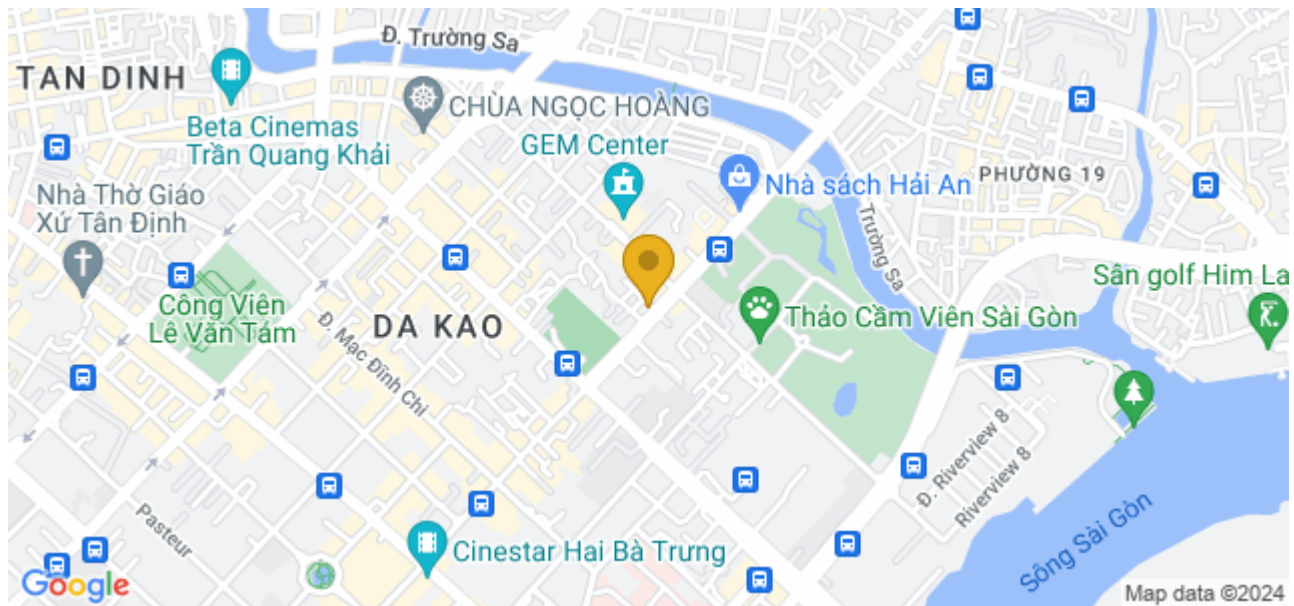 Đ. Trường Sa
TAN DINH
CHÙA NGỌC HOÀNG
Beta Cinemas
Trần Quang Khải
GEM Center
PHƯỜNG 19
Nhà sách Hải An
Nhà Thờ Giáo
Xứ Tân Định
Trường Sa
Sân golf Him La
Công Viên
Lê Văn Tám
DA KAO
Thảo Cầm Viên Sài Gòn
Đ. Mạc Đĩnh Chi
Đ. Riverview 8
Riverview 8
Pasteur
Cinestar Hai Bà Trưng
Sông Sài Gòn
Google
Map data ©2024